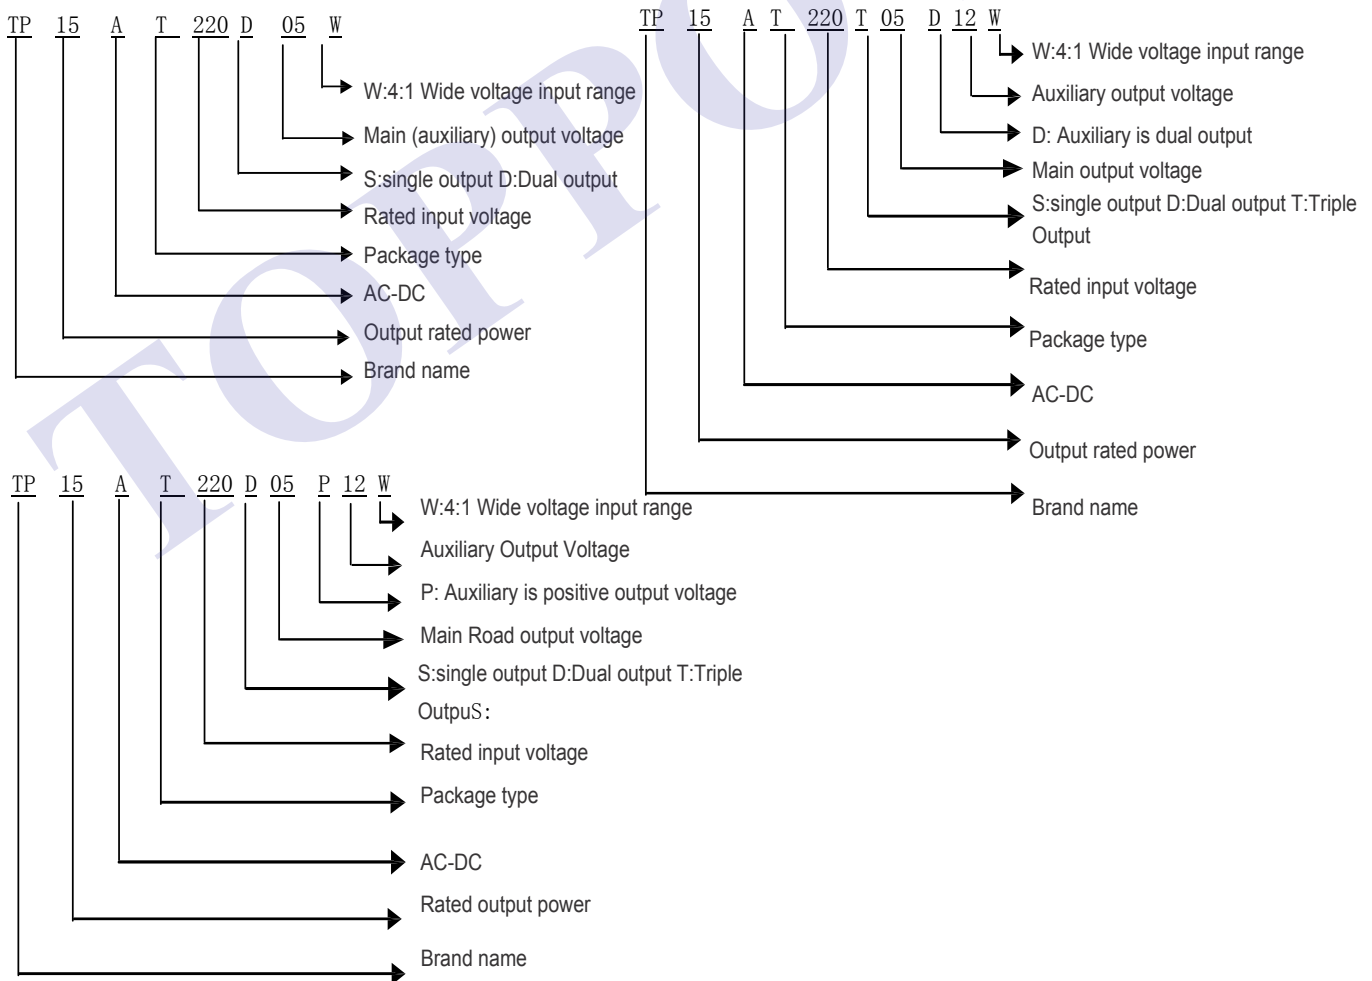 TP 15 A T 220 D 05 W
W:4:1 Wide voltage input range
Main (auxiliary) output voltage
S:single output D:Dual output
Rated input voltage
Package type
AC-DC
Output rated power
Brand name
TP 15 A T 220 T 05 D 12 W
W:4:1 Wide voltage input range
Auxiliary output voltage
D: Auxiliary is dual output
Main output voltage
S:single output D:Dual output T:Triple
Output
Rated input voltage
Package type
AC-DC
Output rated power
Brand name
TP 15 A T 220 D 05 P 12 W
W:4:1 Wide voltage input range
Auxiliary Output Voltage
P: Auxiliary is positive output voltage
Main Road output voltage
S:single output D:Dual output T:Triple
OutpuS:
Rated input voltage
Package type
AC-DC
Rated output power
Brand name
TOPPO